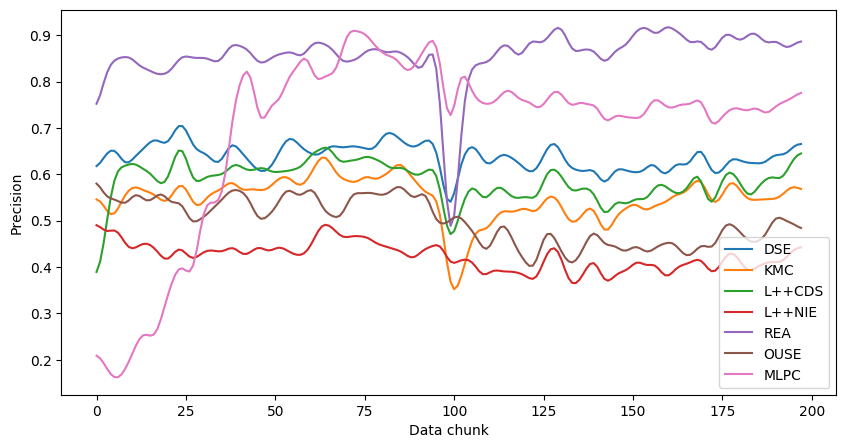 0.9
0.8
0.7
0.6
0.5
0.4
0.3
0.2
Precision
0 25 50 75 100 125 150 175 200
Data chunk
DSE
KMC
L++CDS
L++NIE
REA
OUSE
MLPC